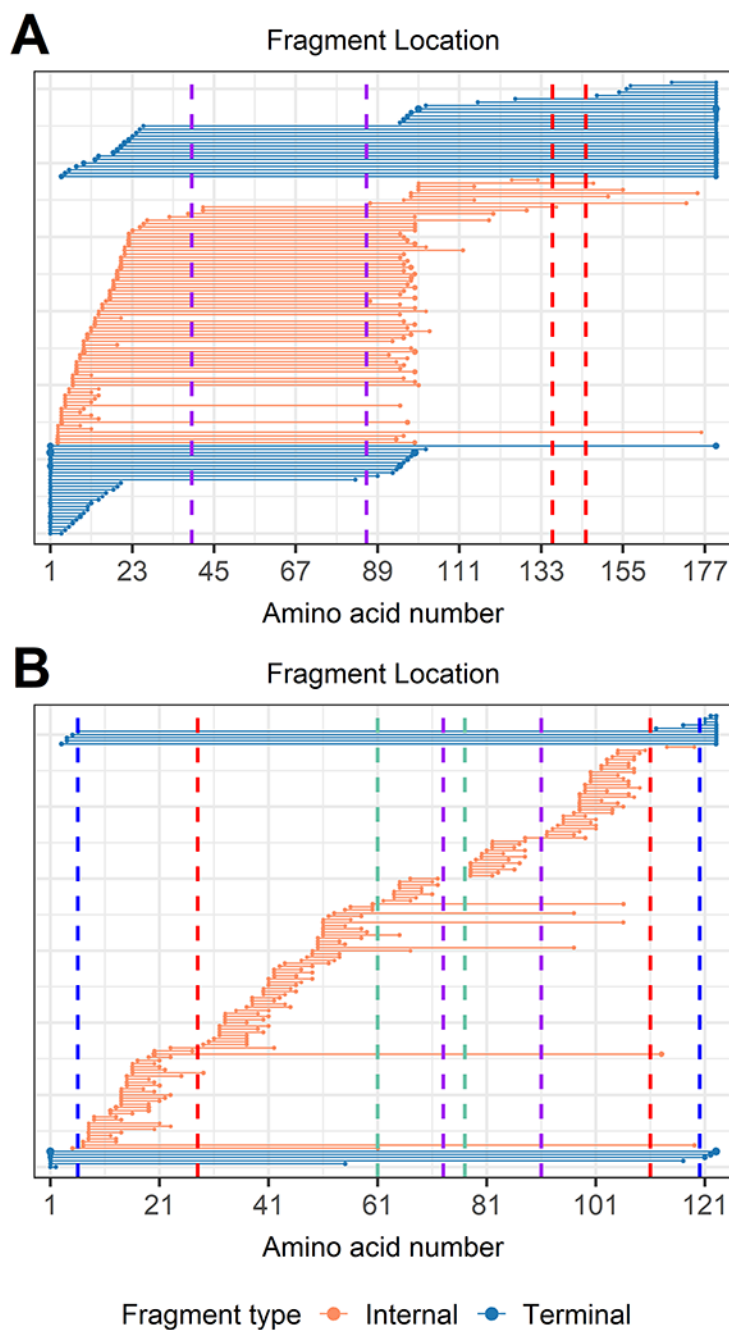 A
Fragment Location
1 23 45 67 89 111 133 155 177
Amino acid number
B
Fragment Location
1 21 41 61 81 101 121
Amino acid number
Fragment type Internal Terminal